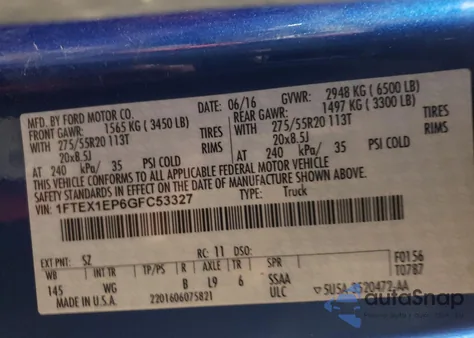 MFD. BY FORD MOTOR CO.
DATE: 06/16 GVWR: 2948 KG ( 6500 LB)
FRONT GAWR: 1565 KG ( 3450 LB)
REAR GAWR: 1497 KG ( 3300 LB)
WITH 275/55R20 113T TIRES
WITH 275/55R20 113T TIRES
20x8.5J RIMS
20x8.5J RIMS
AT 240 kPa/ 35 PSI COLD
AT 240 kPa/ 35 PSI COLD
THIS VEHICLE CONFORMS TO ALL APPLICABLE FEDERAL MOTOR VEHICLE
SAFETY STANDARDS IN EFFECT ON THE DATE OF MANUFACTURE SHOWN ABOVE.
VIN: 1FTEX1EP6GFC53327 TYPE: Truck
EXT PNT: SZ RC: 11 DSO: F0156
WB INT TR TP/PS R AXLE TR SPR T0787
145 WG B L9 6 SSAA
MADE IN U.S.A. 2201606075821 ULC 5U5A-3520472-AA
autoSnap